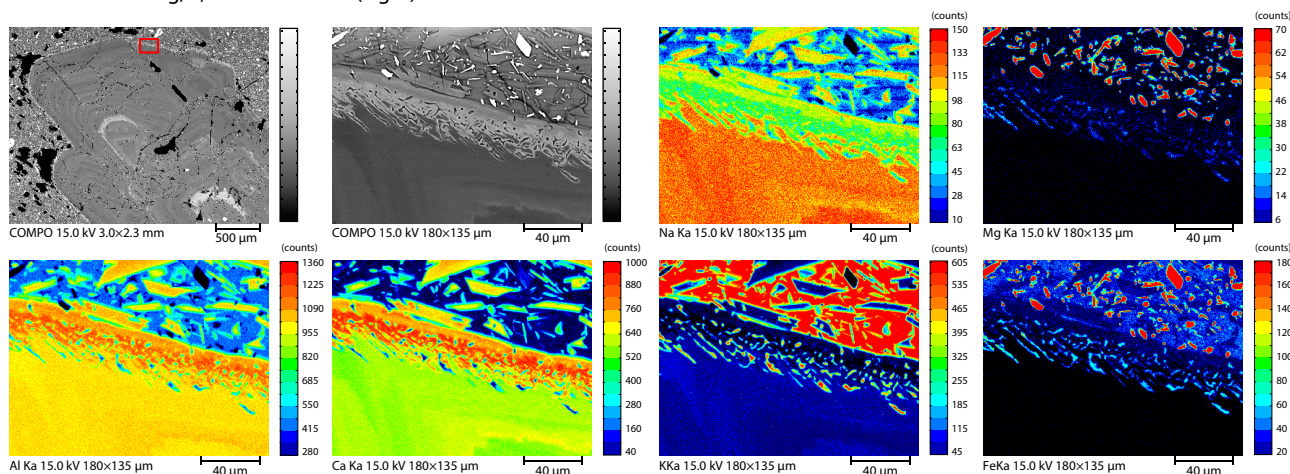 (counts)
150
133
115
98
80
63
45
28
10
(counts)
70
62
54
46
38
30
22
14
6
COMPO 15.0 kV 3.0×2.3 mm
500 µm
COMPO 15.0 kV 180×135 µm
40 µm
Na Ka 15.0 kV 180×135 µm
40 µm
Mg Ka 15.0 kV 180×135 µm
40 µm
(counts)
1360
1225
1090
955
820
685
550
415
280
(counts)
1000
880
760
640
520
400
280
160
40
(counts)
605
535
465
395
325
255
185
115
45
(counts)
180
160
140
120
100
80
60
40
20
Al Ka 15.0 kV 180×135 µm
40 µm
Ca Ka 15.0 kV 180×135 µm
40 µm
KKa 15.0 kV 180×135 µm
40 µm
FeKa 15.0 kV 180×135 µm
40 µm